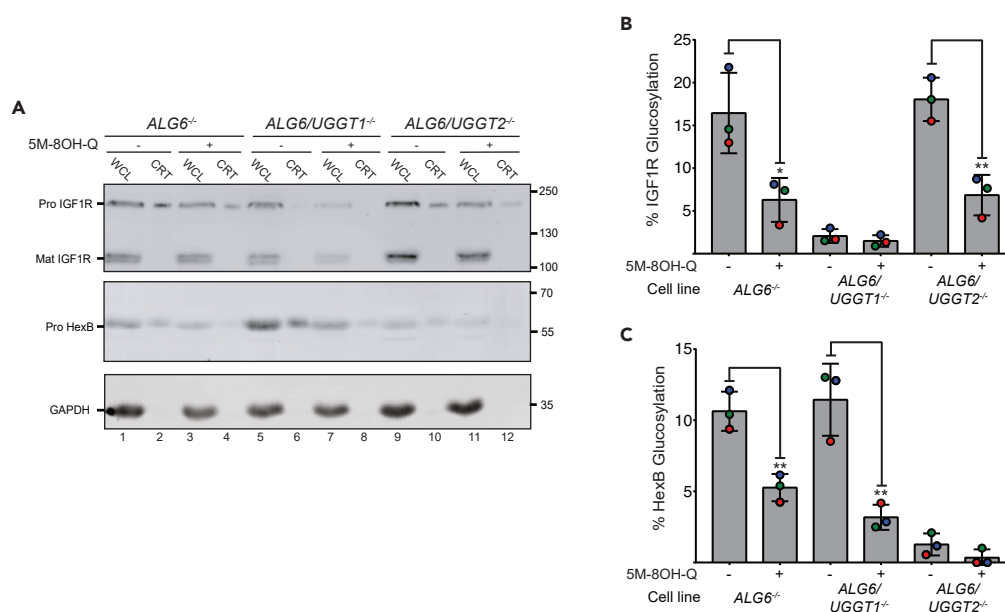 A
ALG6-/- ALG6/UGGT1-/- ALG6/UGGT2-/-
5M-8OH-Q - + - + - +
WCL CRT WCL CRT WCL CRT WCL CRT WCL CRT WCL CRT
Pro IGF1R
Mat IGF1R
250
130
100
Pro HexB
70
55
GAPDH
35
1 2 3 4 5 6 7 8 9 10 11 12
B
% IGF1R Glucosylation
25
20
15
10
5
*
**
5M-8OH-Q - + - + - +
Cell line ALG6-/- ALG6/ ALG6/
UGGT1-/- UGGT2-/-
C
% HexB Glucosylation
15
10
5
**
**
5M-8OH-Q - + - + - +
Cell line ALG6-/- ALG6/ ALG6/
UGGT1-/- UGGT2-/-